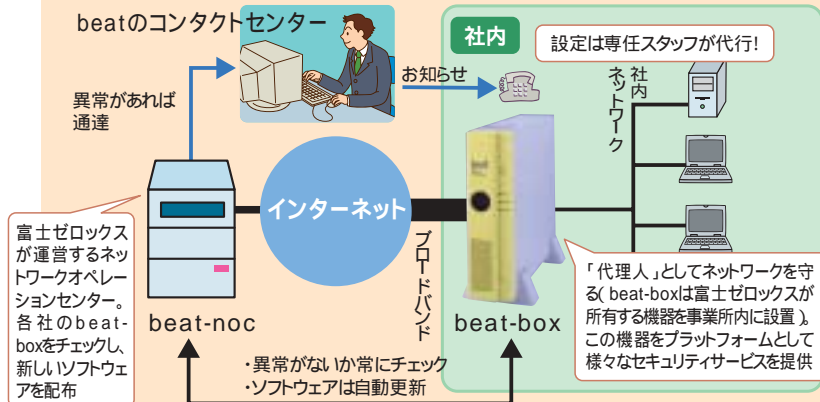 beatのコンタクトセンター
社内
設定は専任スタッフが代行!
お知らせ
異常があれば
通達
社内
ネットワーク
インターネット
ブロードバンド
富士ゼロックス
が運営するネッ
トワークオペレー
ションセンター。
各社のbeat-
boxをチェックし、
新しいソフトウェ
アを配布
beat-noc
beat-box
「代理人」としてネットワークを守
る(beat-boxは富士ゼロックスが
所有する機器を事業所内に設置)。
この機器をプラットフォームとして
様々なセキュリティサービスを提供
・異常がないか常にチェック
・ソフトウェアは自動更新